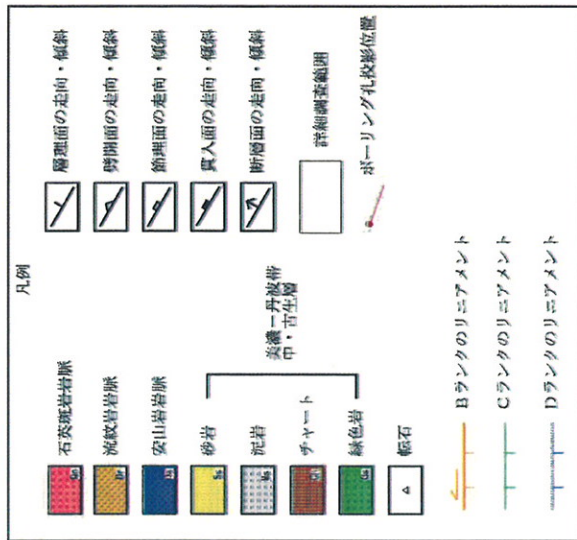 凡例
石英斑岩岩脈
流紋岩岩脈
安山岩岩脈
砂岩
泥岩
チャート
緑色岩
転石
美濃－丹波帯
中・古生層
Bランクのリニアメント
Cランクのリニアメント
Dランクのリニアメント
層理面の走向・傾斜
劈開面の走向・傾斜
節理面の走向・傾斜
貫入面の走向・傾斜
断層面の走向・傾斜
詳細調査範囲
ボーリング孔投影位置